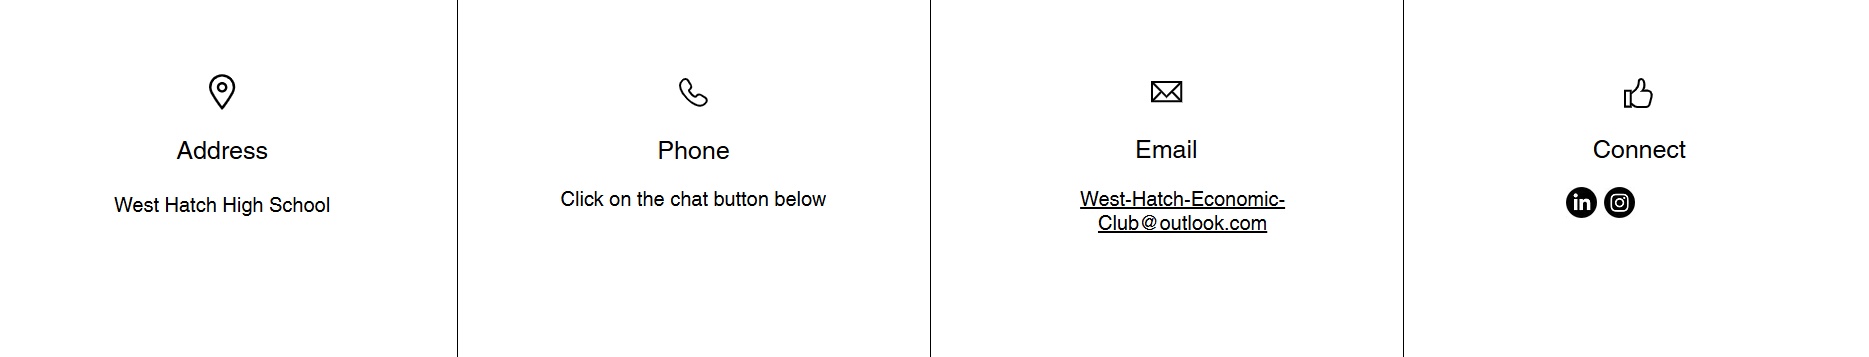 Address
West Hatch High School
Phone
Click on the chat button below
Email
West-Hatch-Economic-
Club@outlook.com
Connect
in